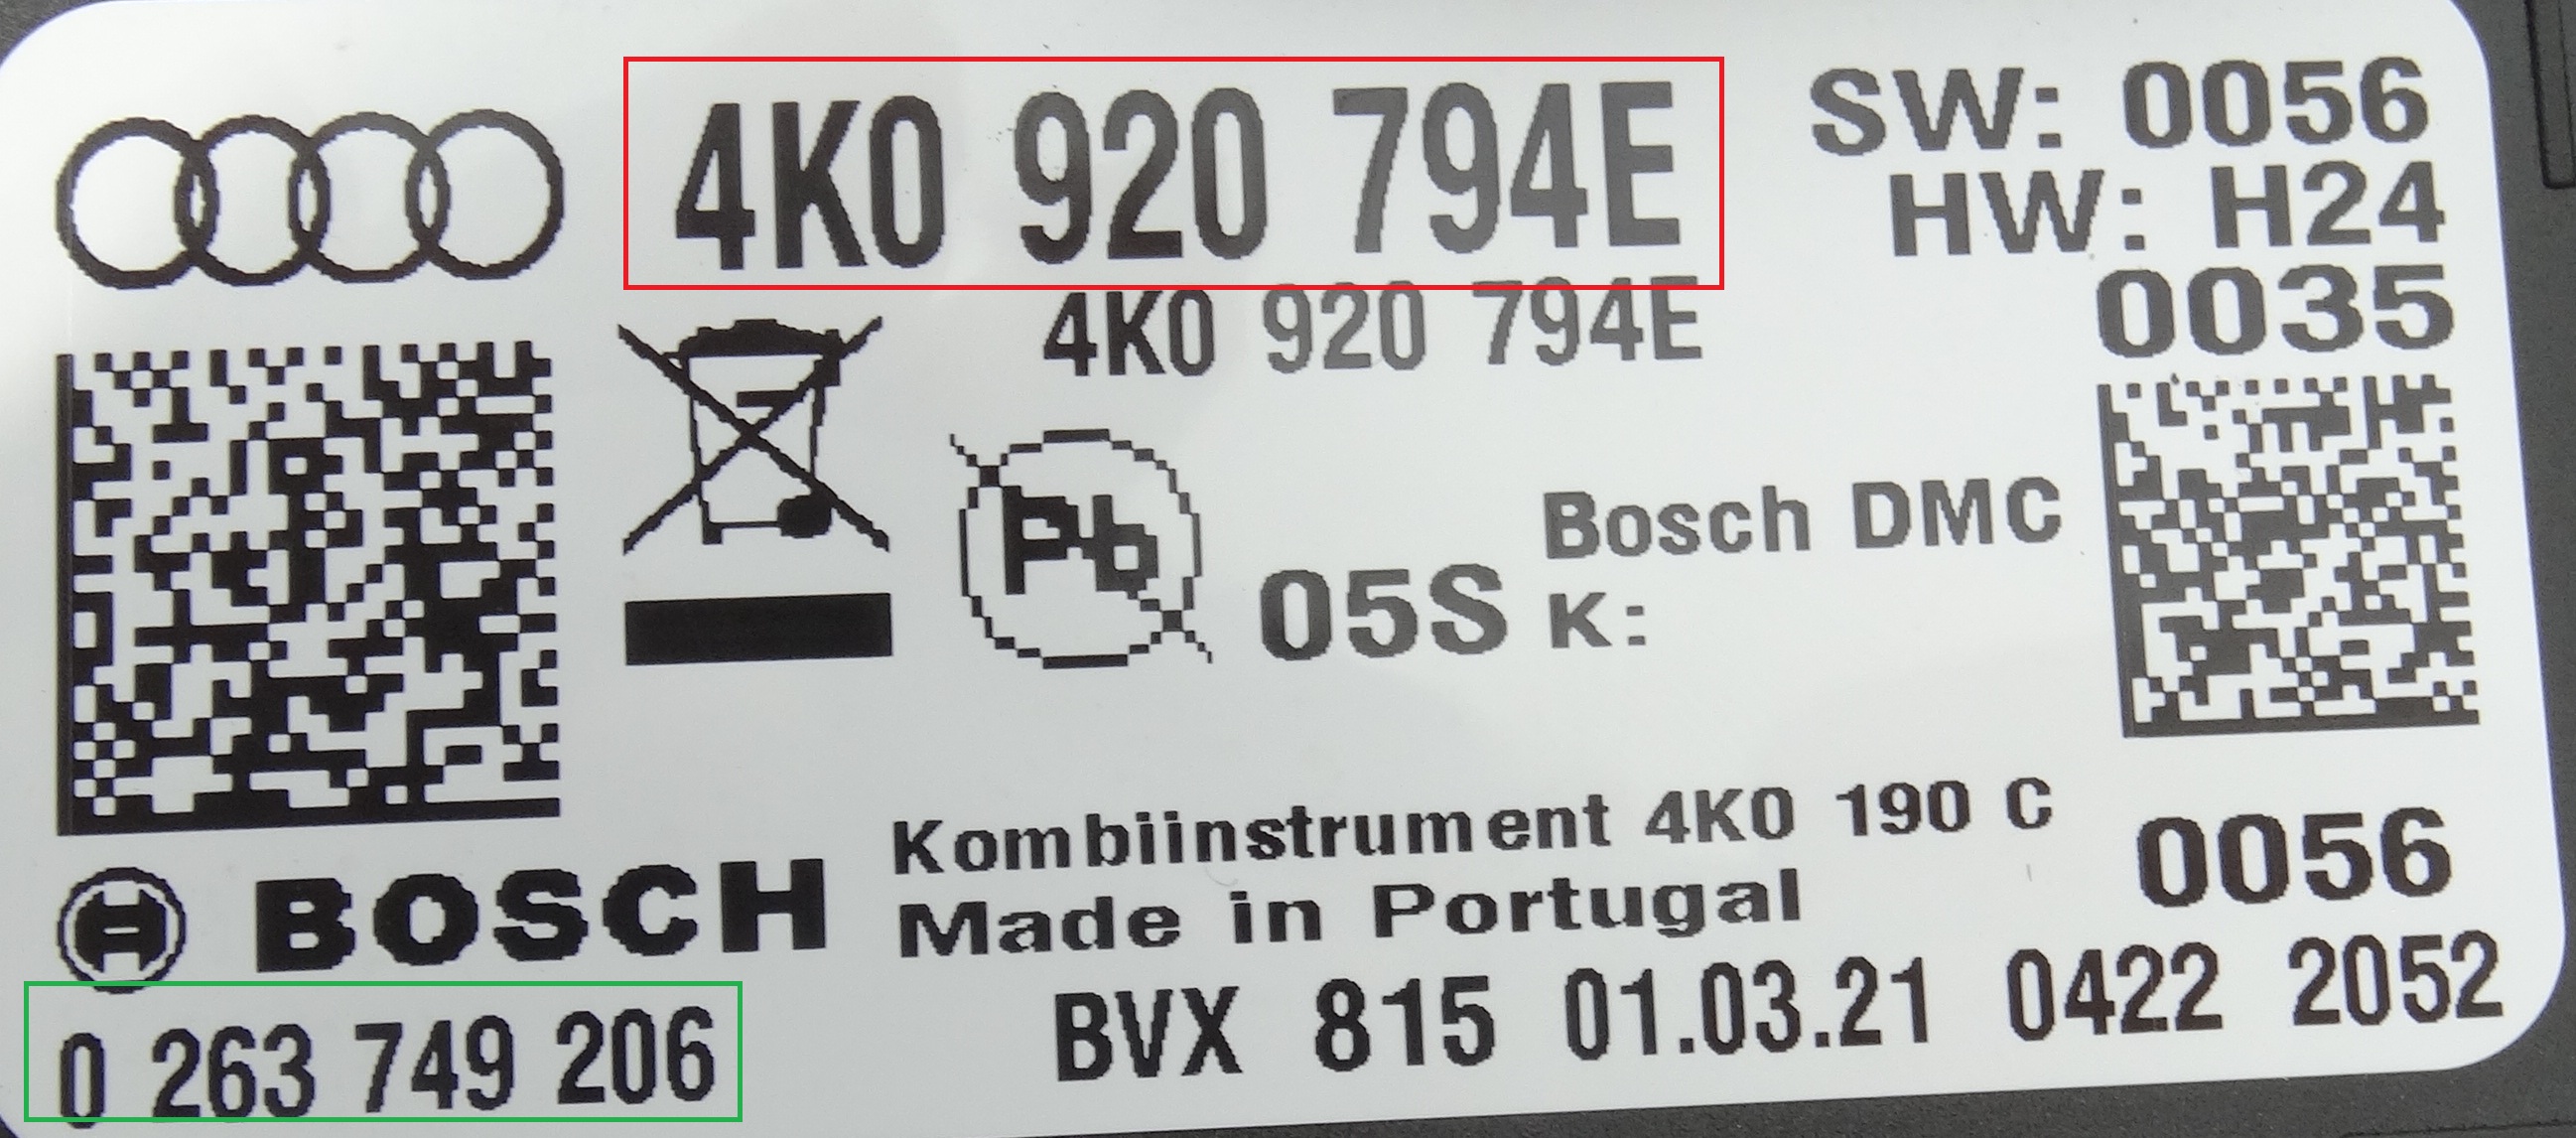 4K0 920 794E
SW: 0056
HW: H24
4K0 920 794E
0035
Pb
Bosch DMC
05S
K:
Kombiinstrument 4K0 190 C
0056
BOSCH
Made in Portugal
0 263 749 206
BVX 815 01.03.21 0422 2052